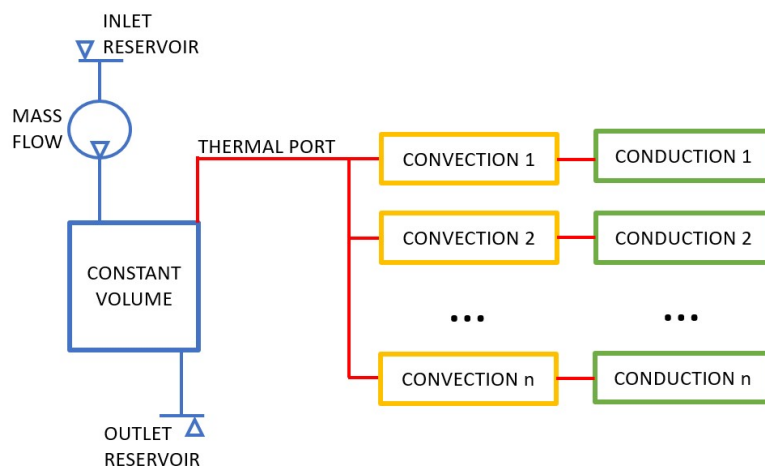 INLET
RESERVOIR
MASS
FLOW
THERMAL PORT
CONVECTION 1
CONDUCTION 1
CONVECTION 2
CONDUCTION 2
CONSTANT
VOLUME
... ...
CONVECTION n
CONDUCTION n
OUTLET
RESERVOIR